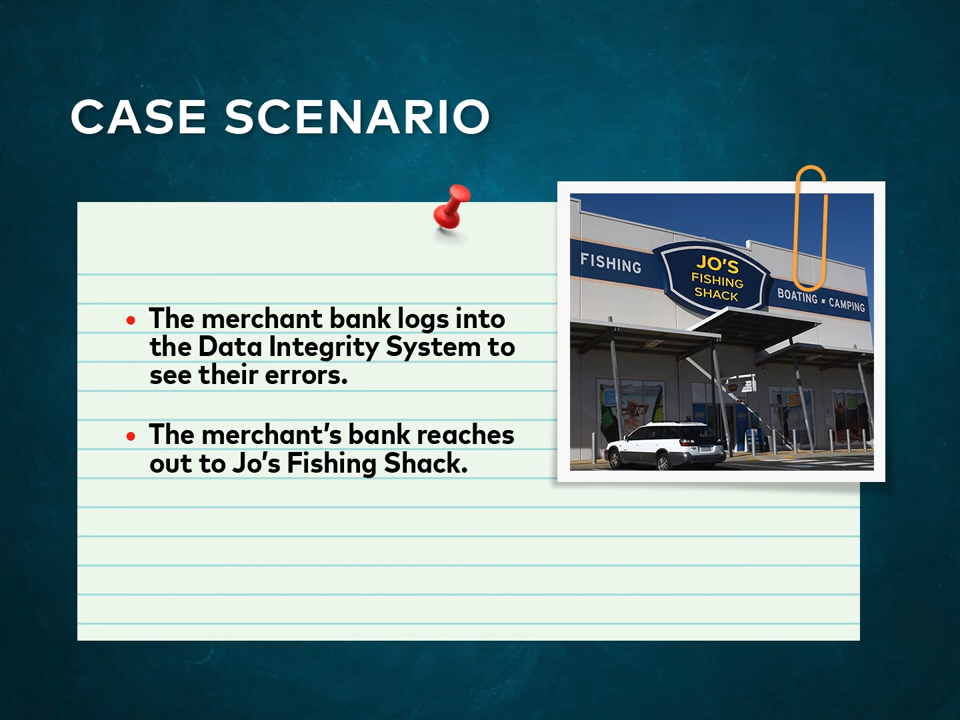 CASE SCENARIO
FISHING
JO'S
FISHING
SHACK
BOATING CAMPING
• The merchant bank logs into
the Data Integrity System to
see their errors.
• The merchant's bank reaches
out to Jo's Fishing Shack.